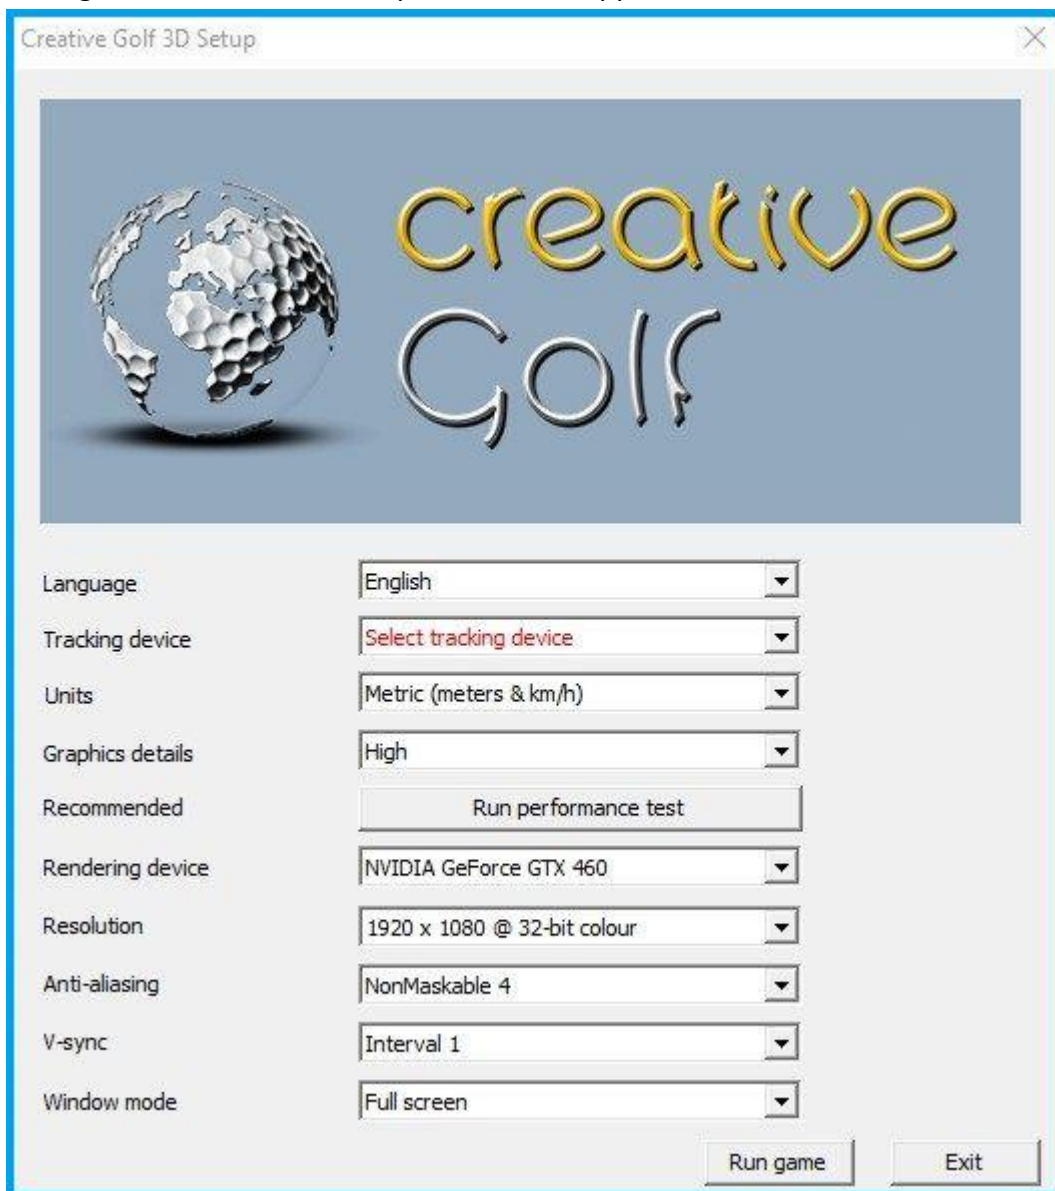 Creative Golf 3D Setup
creative
Golf
Language English
Tracking device Select tracking device
Units Metric (meters & km/h)
Graphics details High
Recommended Run performance test
Rendering device NVIDIA GeForce GTX 460
Resolution 1920 x 1080 @ 32-bit colour
Anti-aliasing NonMaskable 4
V-sync Interval 1
Window mode Full screen
Run game Exit